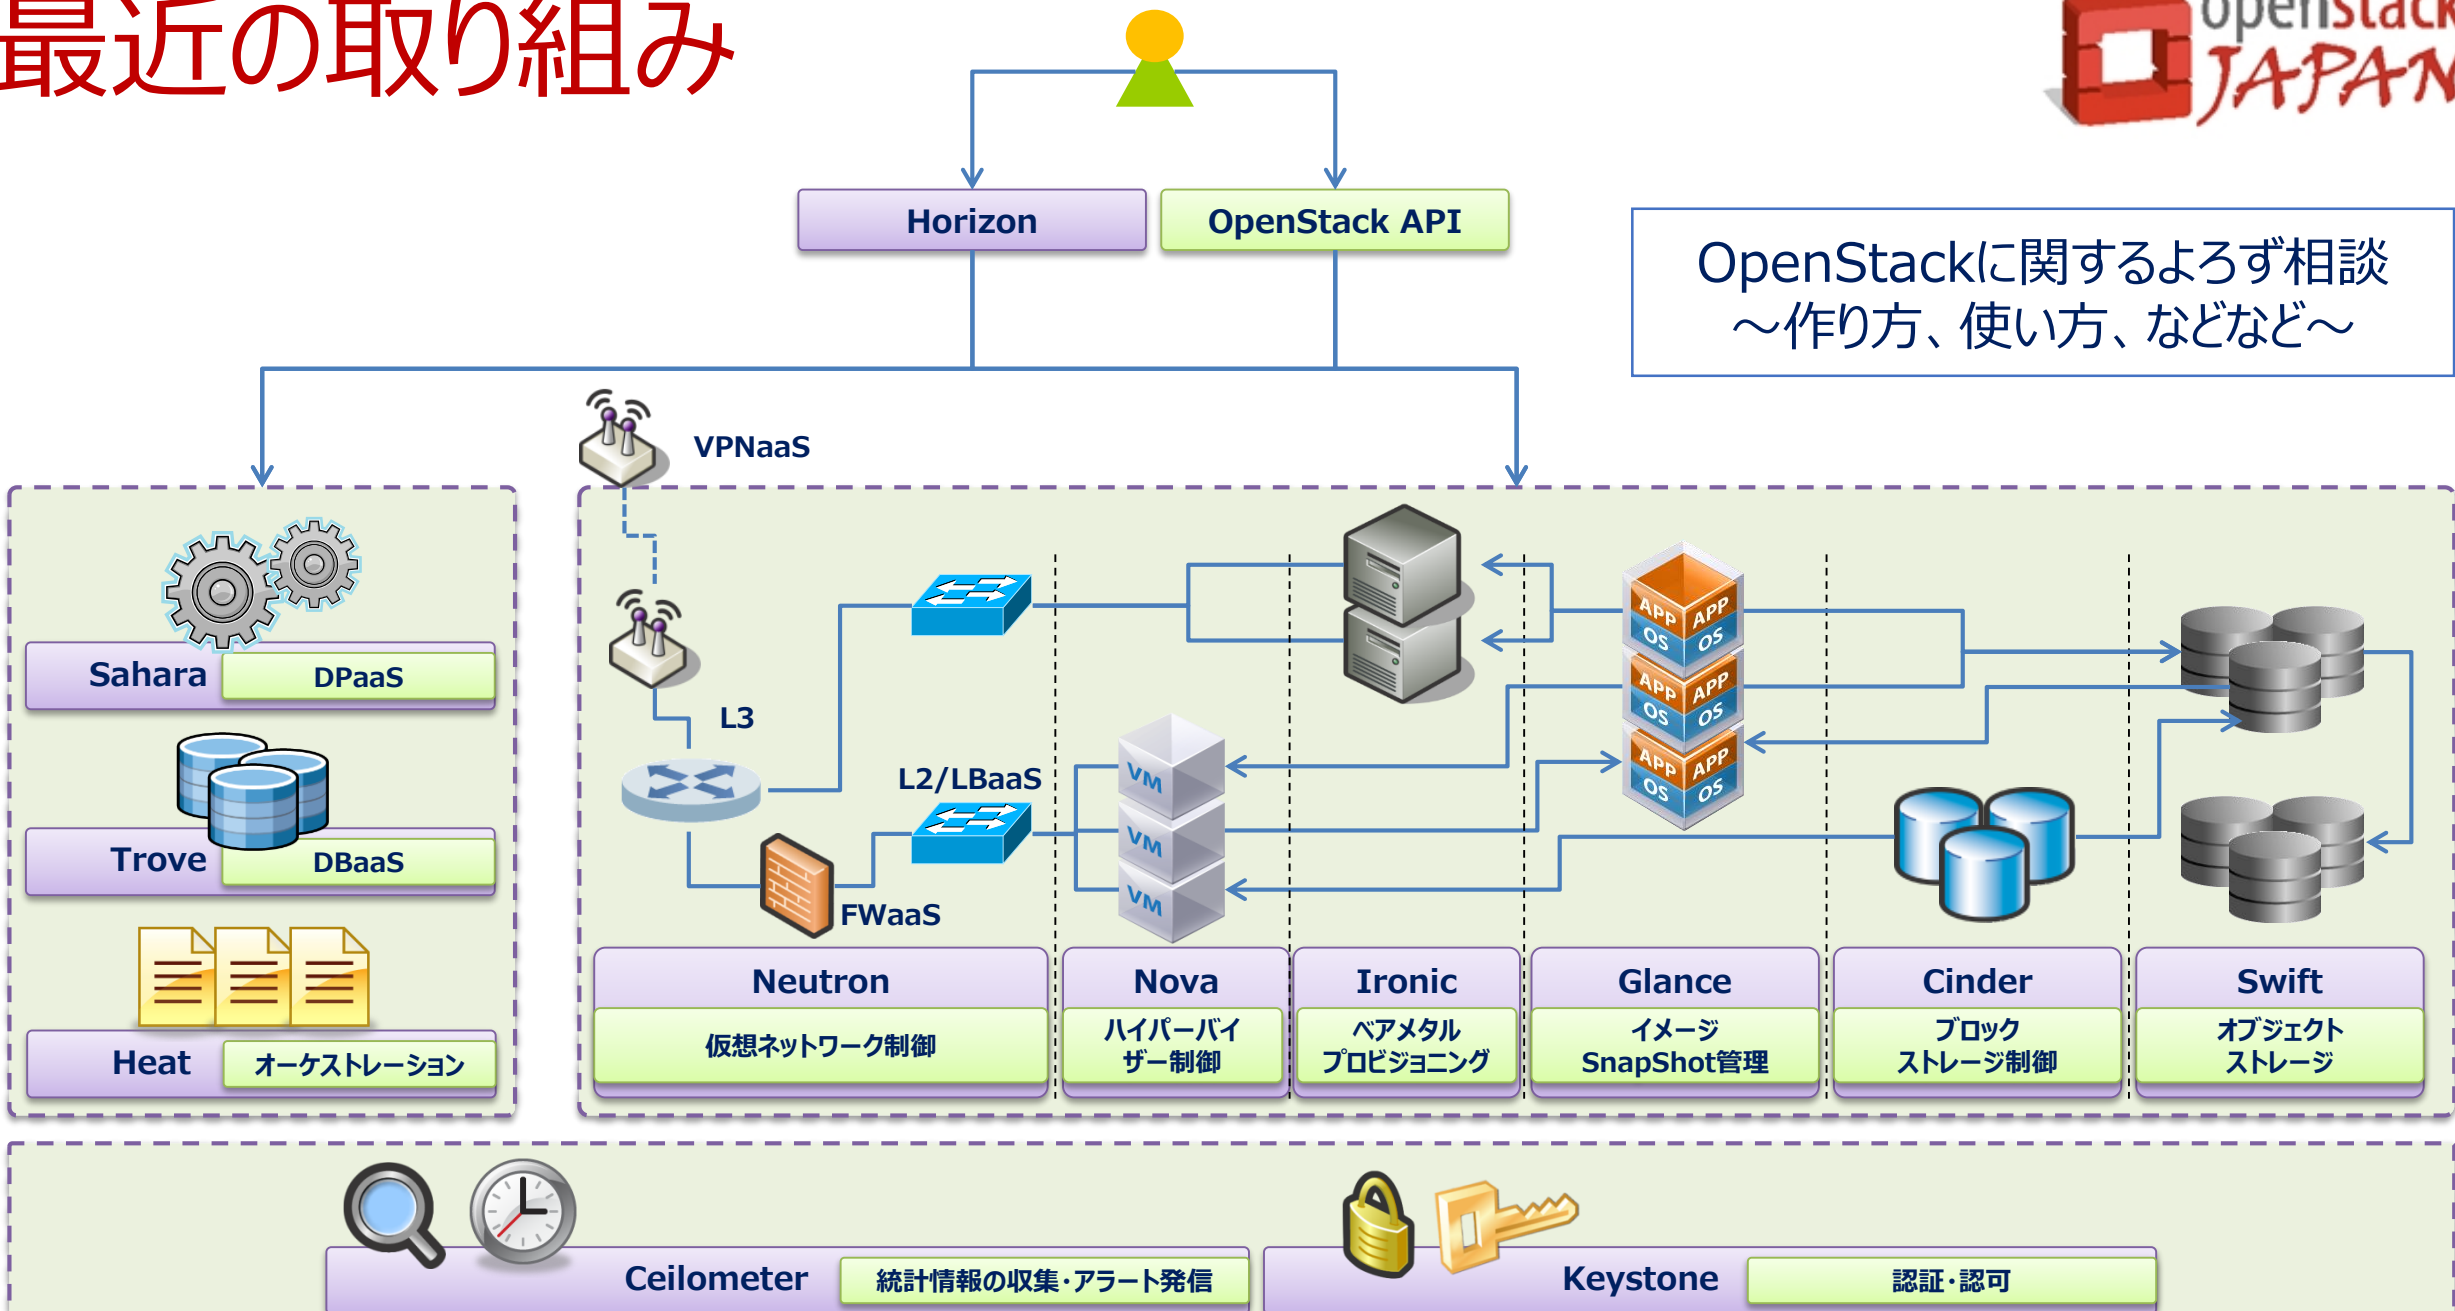 最近の取り組み
openstack
JAPAN
Horizon
OpenStack API
OpenStackに関するよろず相談
～作り方、使い方、などなど～
VPNaaS
Sahara
DPaaS
Trove
DBaaS
Heat
オーケストレーション
L3
L2/LBaaS
FWaaS
VM
VM
VM
APP APP
OS OS
APP APP
OS OS
APP APP
OS OS
Neutron
仮想ネットワーク制御
Nova
ハイパーバイ
ザー制御
Ironic
ベアメタル
プロビジョニング
Glance
イメージ
SnapShot管理
Cinder
ブロック
ストレージ制御
Swift
オブジェクト
ストレージ
Ceilometer
統計情報の収集・アラート発信
Keystone
認証・認可